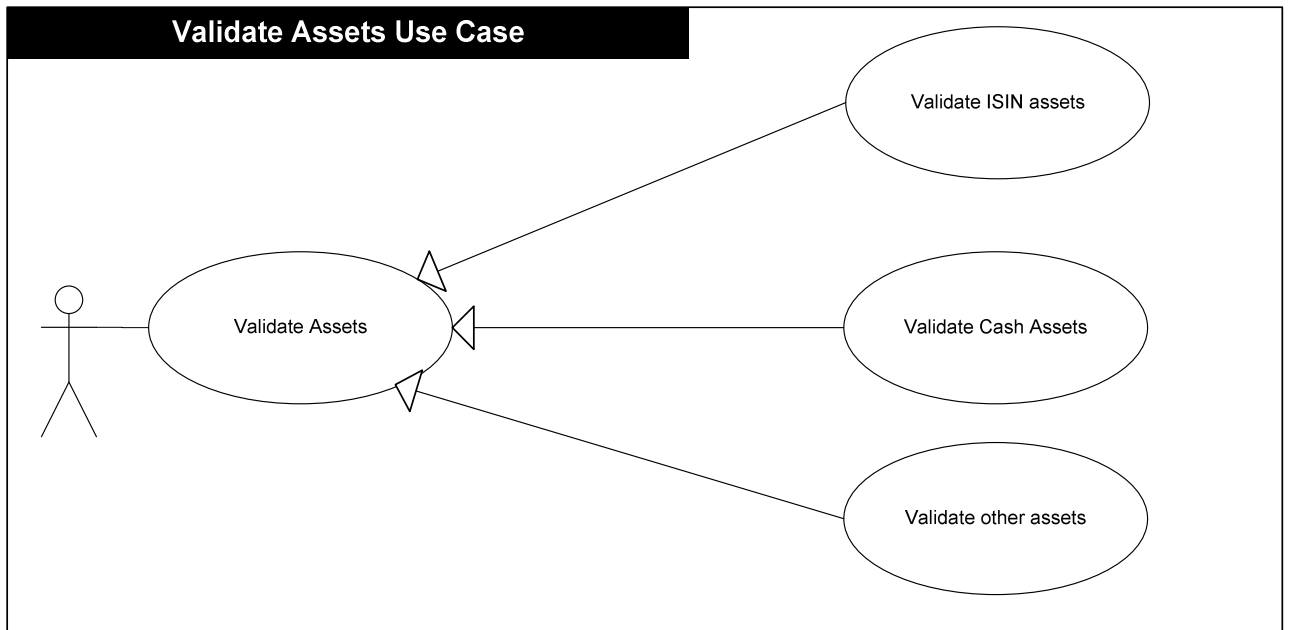 Validate Assets Use Case
Validate ISIN assets
Validate Assets
Validate Cash Assets
Validate other assets